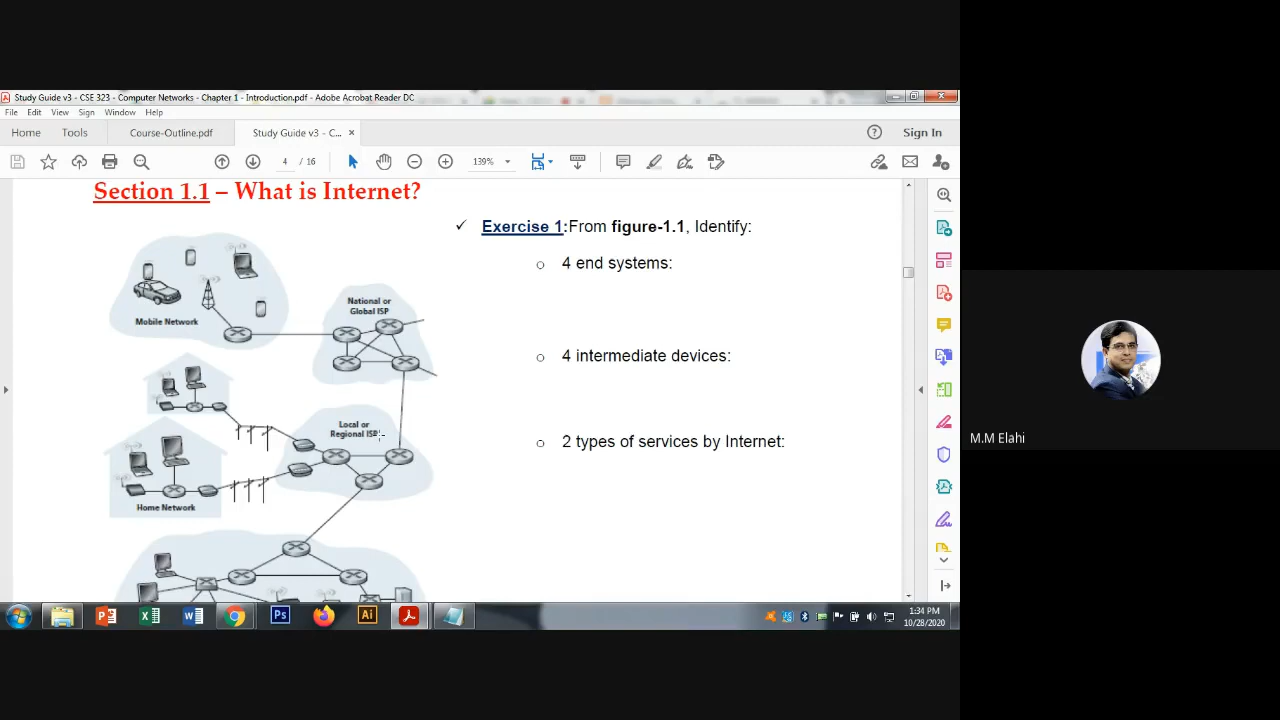 Study Guide v3 - CSE 323 - Computer Networks - Chapter 1 - Introduction.pdf - Adobe Acrobat Reader DC
File Edit View Sign Window Help
Home Tools Course-Outline.pdf Study Guide v3 - C... × Sign In
4 / 16 139%
Section 1.1 – What is Internet?
✓ Exercise 1:From figure-1.1, Identify:
o 4 end systems:
National or
Global ISP
Mobile Network
o 4 intermediate devices:
Local or
Regional ISP
o 2 types of services by Internet:
Home Network
M.M Elahi
Ps
Ai
1:34 PM
10/28/2020